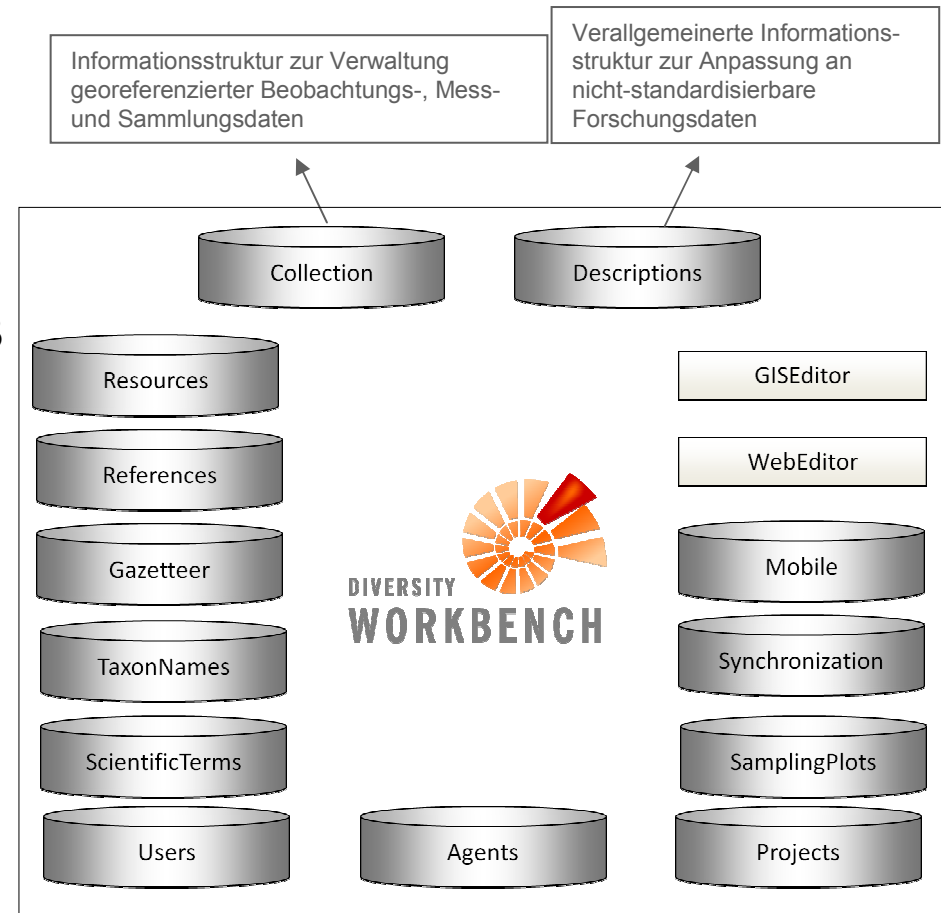 Informationsstruktur zur Verwaltung
georeferenzierter Beobachtungs-, Mess-
und Sammlungsdaten
Verallgemeinerte Informations-
struktur zur Anpassung an
nicht-standardisierbare
Forschungsdaten
Collection
Descriptions
Resources
References
Gazetteer
TaxonNames
ScientificTerms
Users
DIVERSITY
WORKBENCH
Agents
GISEditor
WebEditor
Mobile
Synchronization
SamplingPlots
Projects